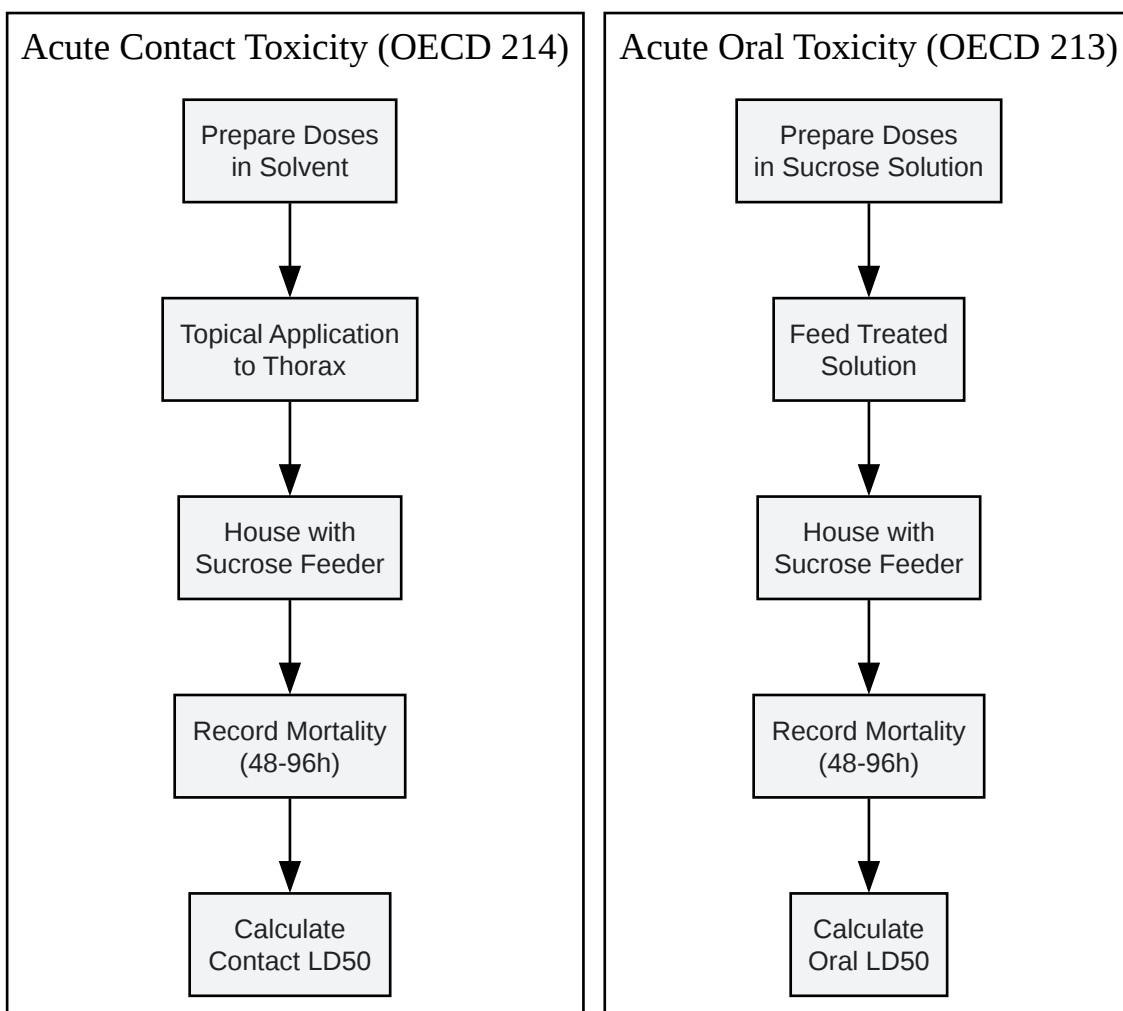 Acute Contact Toxicity (OECD 214)
Prepare Doses
in Solvent
Topical Application
to Thorax
House with
Sucrose Feeder
Record Mortality
(48-96h)
Calculate
Contact LD50
Acute Oral Toxicity (OECD 213)
Prepare Doses
in Sucrose Solution
Feed Treated
Solution
House with
Sucrose Feeder
Record Mortality
(48-96h)
Calculate
Oral LD50